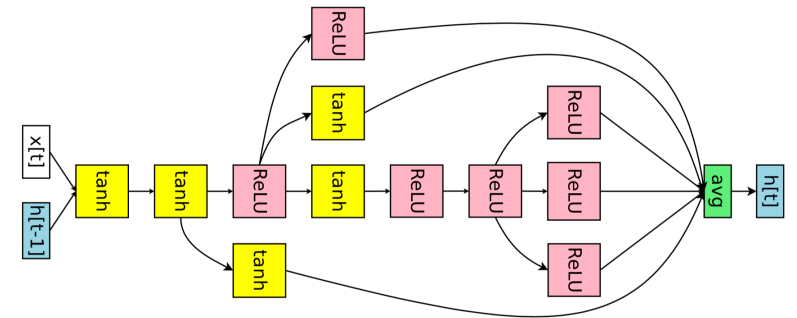 x[t]
h[t-1]
tanh
tanh
ReLU
tanh
ReLU
tanh
tanh
ReLU
ReLU
ReLU
ReLU
ReLU
avg
h[t]